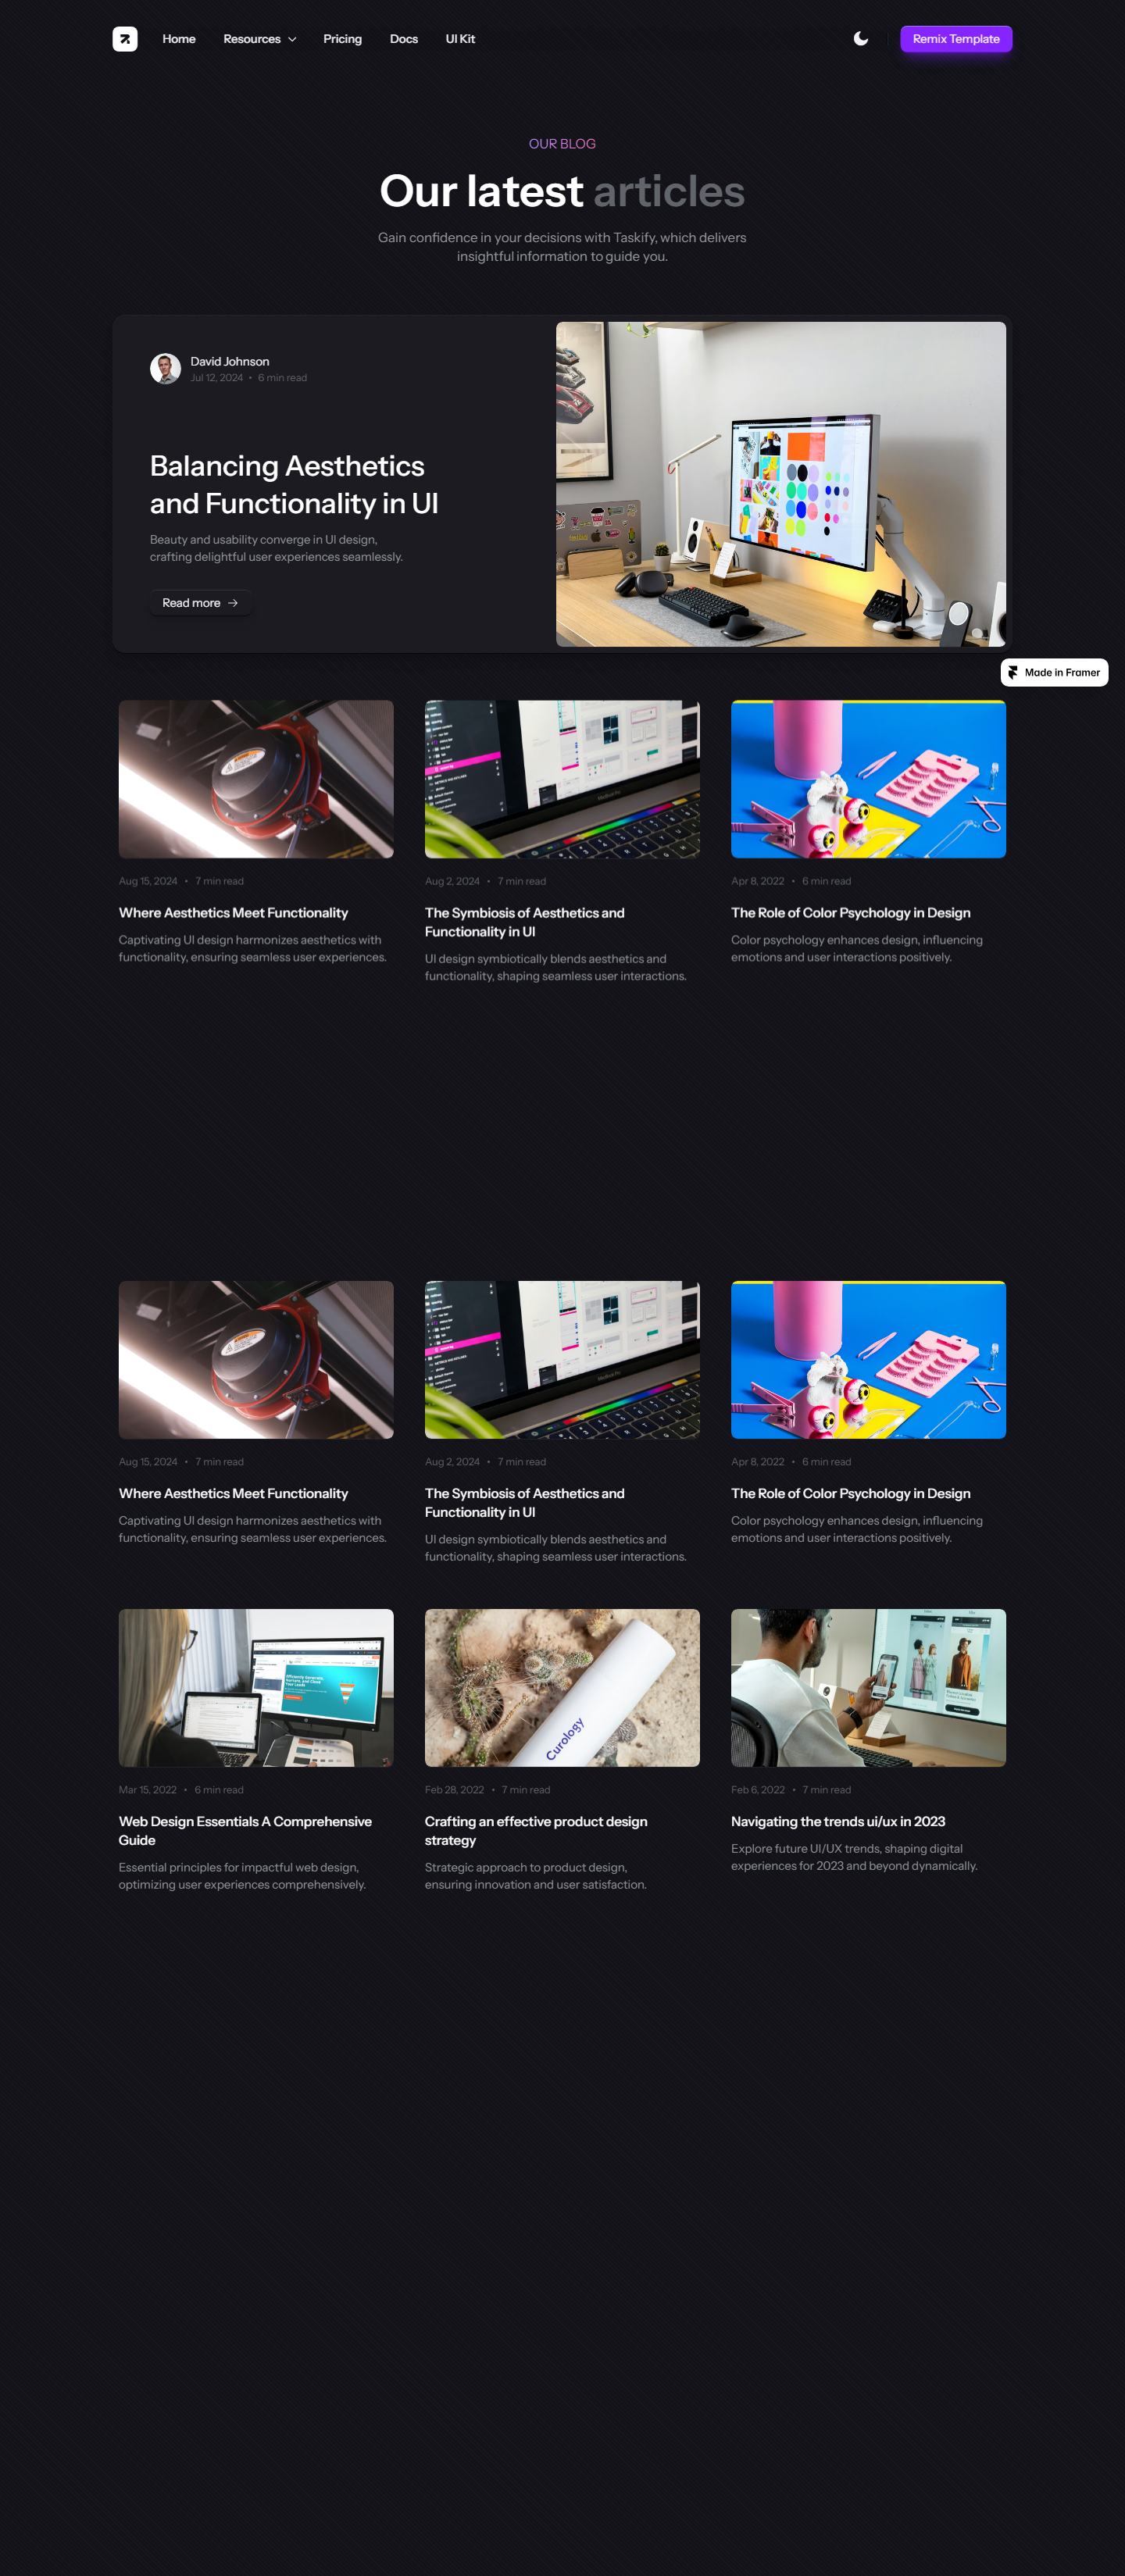 Home
Resources
Pricing
Docs
UI Kit
Remix Template
OUR BLOG
Our latest articles
Gain confidence in your decisions with Taskify, which delivers
insightful information to guide you.
David Johnson
Jul 12, 2024 • 6 min read
Balancing Aesthetics
and Functionality in UI
Beauty and usability converge in UI design,
crafting delightful user experiences seamlessly.
Read more
Made in Framer
Aug 15, 2024 • 7 min read
Where Aesthetics Meet Functionality
Captivating UI design harmonizes aesthetics with
functionality, ensuring seamless user experiences.
Aug 2, 2024 • 7 min read
The Symbiosis of Aesthetics and
Functionality in UI
UI design symbiotically blends aesthetics and
functionality, shaping seamless user interactions.
Apr 8, 2022 • 6 min read
The Role of Color Psychology in Design
Color psychology enhances design, influencing
emotions and user interactions positively.
Aug 15, 2024 • 7 min read
Where Aesthetics Meet Functionality
Captivating UI design harmonizes aesthetics with
functionality, ensuring seamless user experiences.
Aug 2, 2024 • 7 min read
The Symbiosis of Aesthetics and
Functionality in UI
UI design symbiotically blends aesthetics and
functionality, shaping seamless user interactions.
Apr 8, 2022 • 6 min read
The Role of Color Psychology in Design
Color psychology enhances design, influencing
emotions and user interactions positively.
Curology
Mar 15, 2022 • 6 min read
Web Design Essentials A Comprehensive
Guide
Essential principles for impactful web design,
optimizing user experiences comprehensively.
Feb 28, 2022 • 7 min read
Crafting an effective product design
strategy
Strategic approach to product design,
ensuring innovation and user satisfaction.
Feb 6, 2022 • 7 min read
Navigating the trends ui/ux in 2023
Explore future UI/UX trends, shaping digital
experiences for 2023 and beyond dynamically.